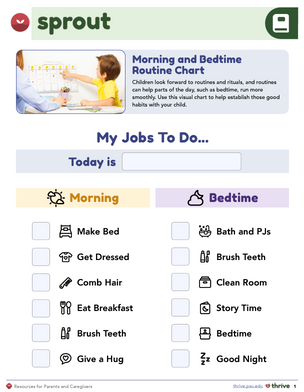 sprout
Morning and Bedtime
Routine Chart
Children look forward to routines and rituals, and routines
can help parts of the day, such as bedtime, run more
smoothly. Use this visual chart to help establish those good
habits with your child.
My Jobs To Do...
Today is
Morning
Make Bed
Get Dressed
Comb Hair
Eat Breakfast
Brush Teeth
Give a Hug
Bedtime
Bath and PJs
Brush Teeth
Clean Room
Story Time
Bedtime
Good Night
Resources for Parents and Caregivers
thrive.psu.edu thrive 1